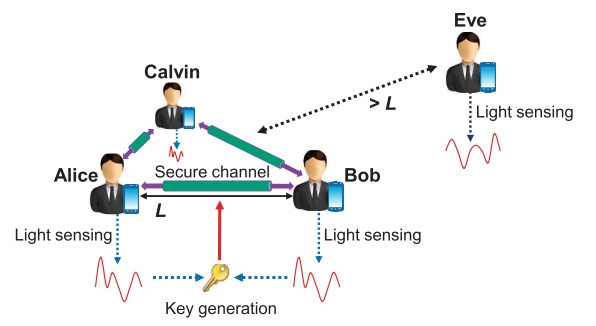 Eve
Calvin
> L
Light sensing
Alice
Secure channel
Bob
L
Light sensing
Light sensing
Key generation